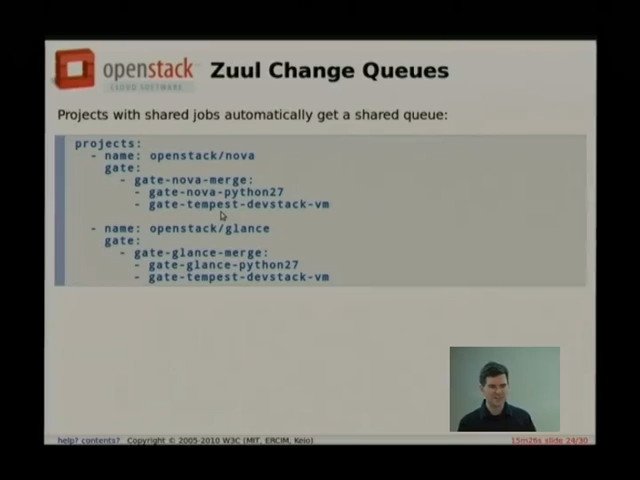 openstack
CLOUD SOFTWARE
Zuul Change Queues
Projects with shared jobs automatically get a shared queue:
projects:
- name: openstack/nova
gate:
- gate-nova-merge:
- gate-nova-python27
- gate-tempest-devstack-vm
- name: openstack/glance
gate:
- gate-glance-merge:
- gate-glance-python27
- gate-tempest-devstack-vm
help? contents? Copyright © 2005-2010 W3C (MIT, ERCIM, Keio)
15m26s slide 24/30